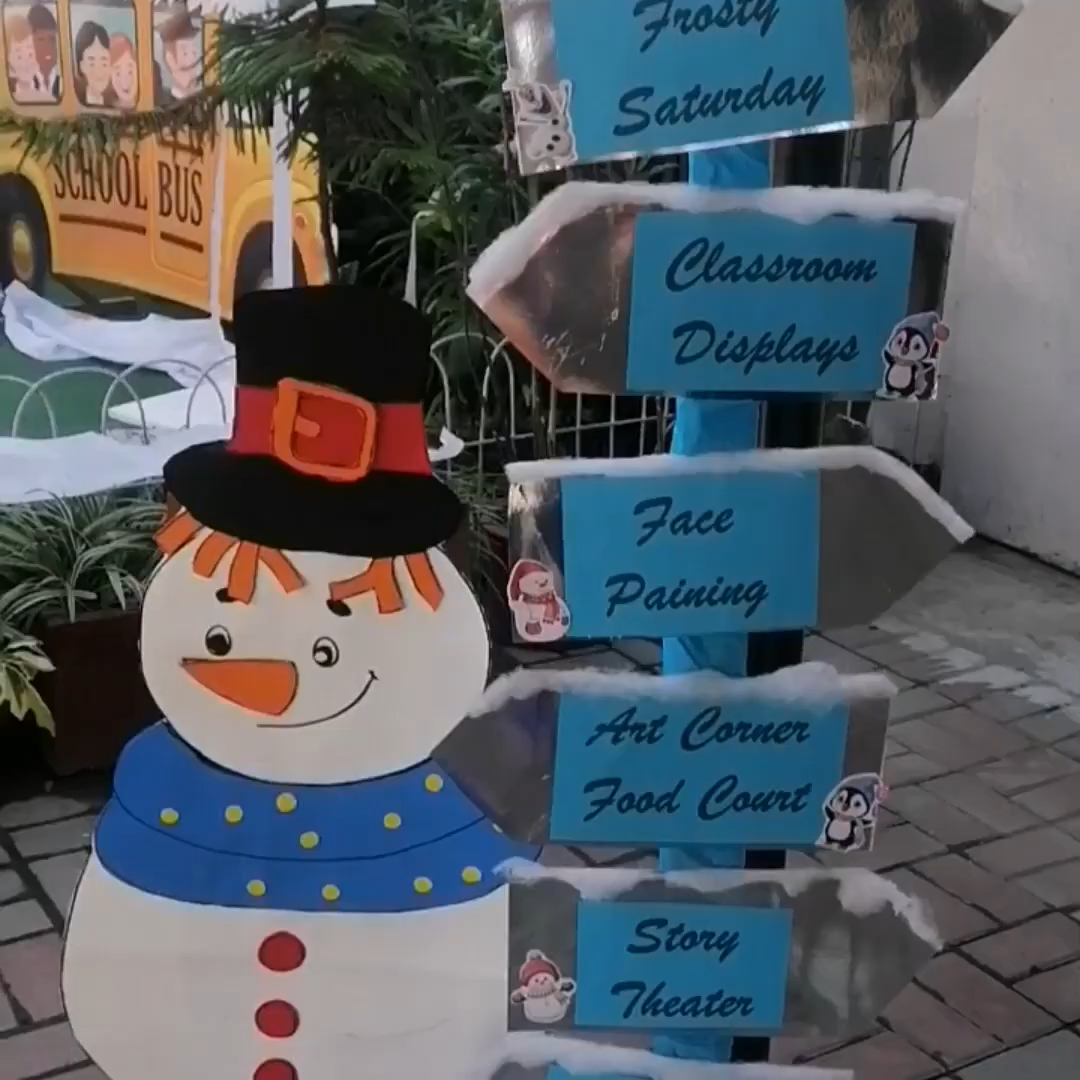 Frosty
Saturday
SCHOOL BUS
Classroom
Displays
Face
Paining
Art Corner
Food Court
Story
Theater